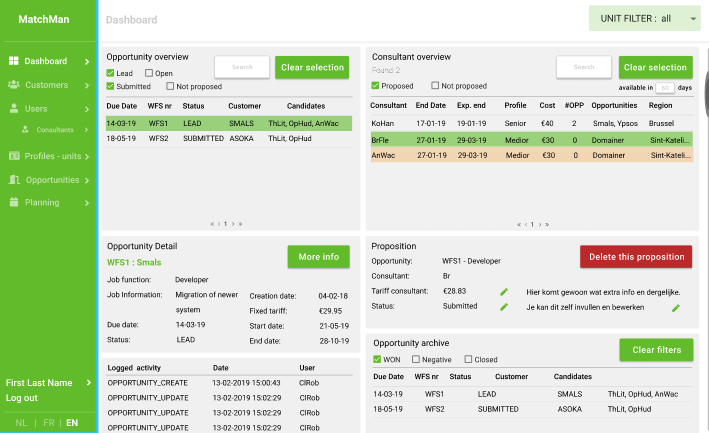 MatchMan
Dashboard
UNIT FILTER : all
Dashboard
Customers
Users
Consultants
Profiles - units
Opportunities
Planning
First Last Name
Log out
NL | FR | EN
Opportunity overview
Search
Clear selection
Lead
Open
Submitted
Not proposed
Due Date WFS nr Status Customer Candidates
14-03-19 WFS1 LEAD SMALS ThLit, OpHud, AnWac
18-05-19 WFS2 SUBMITTED ASOKA ThLit, OpHud
« ‹ 1 › »
Consultant overview
Found: 2
Search
Clear selection
Proposed
Not proposed
available in 60 days
Consultant End Date Exp. end Profile Cost #OPP Opportunities Region
KoHan 17-01-19 19-01-19 Senior €40 2 Smals, Ypsos Brussel
BrFle 27-01-19 29-03-19 Medior €30 0 Domainer Sint-Kateli...
AnWac 27-01-19 29-03-19 Medior €30 0 Domainer Sint-Kateli...
« ‹ 1 › »
Opportunity Detail
WFS1 : Smals
More info
Job function: Developer
Job Information: Migration of newer system
Due date: 14-03-19
Status: LEAD
Creation date: 04-02-18
Fixed tariff: €29.95
Start date: 21-05-19
End date: 28-10-19
Proposition
Delete this proposition
Opportunity: WFS1 - Developer
Consultant: Br
Tariff consultant: €28.83
Status: Submitted
Hier komt gewoon wat extra info en dergelijke.
Je kan dit zelf invullen en bewerken
Logged activity Date User
OPPORTUNITY_CREATE 13-02-2019 15:00:43 ClRob
OPPORTUNITY_UPDATE 13-02-2019 15:02:29 ClRob
OPPORTUNITY_UPDATE 13-02-2019 15:02:29 ClRob
OPPORTUNITY_UPDATE 13-02-2019 15:02:29 ClRob
Opportunity archive
Clear filters
WON
Negative
Closed
Due Date WFS nr Status Customer Candidates
14-03-19 WFS1 LEAD SMALS ThLit, OpHud, AnWac
18-05-19 WFS2 SUBMITTED ASOKA ThLit, OpHud